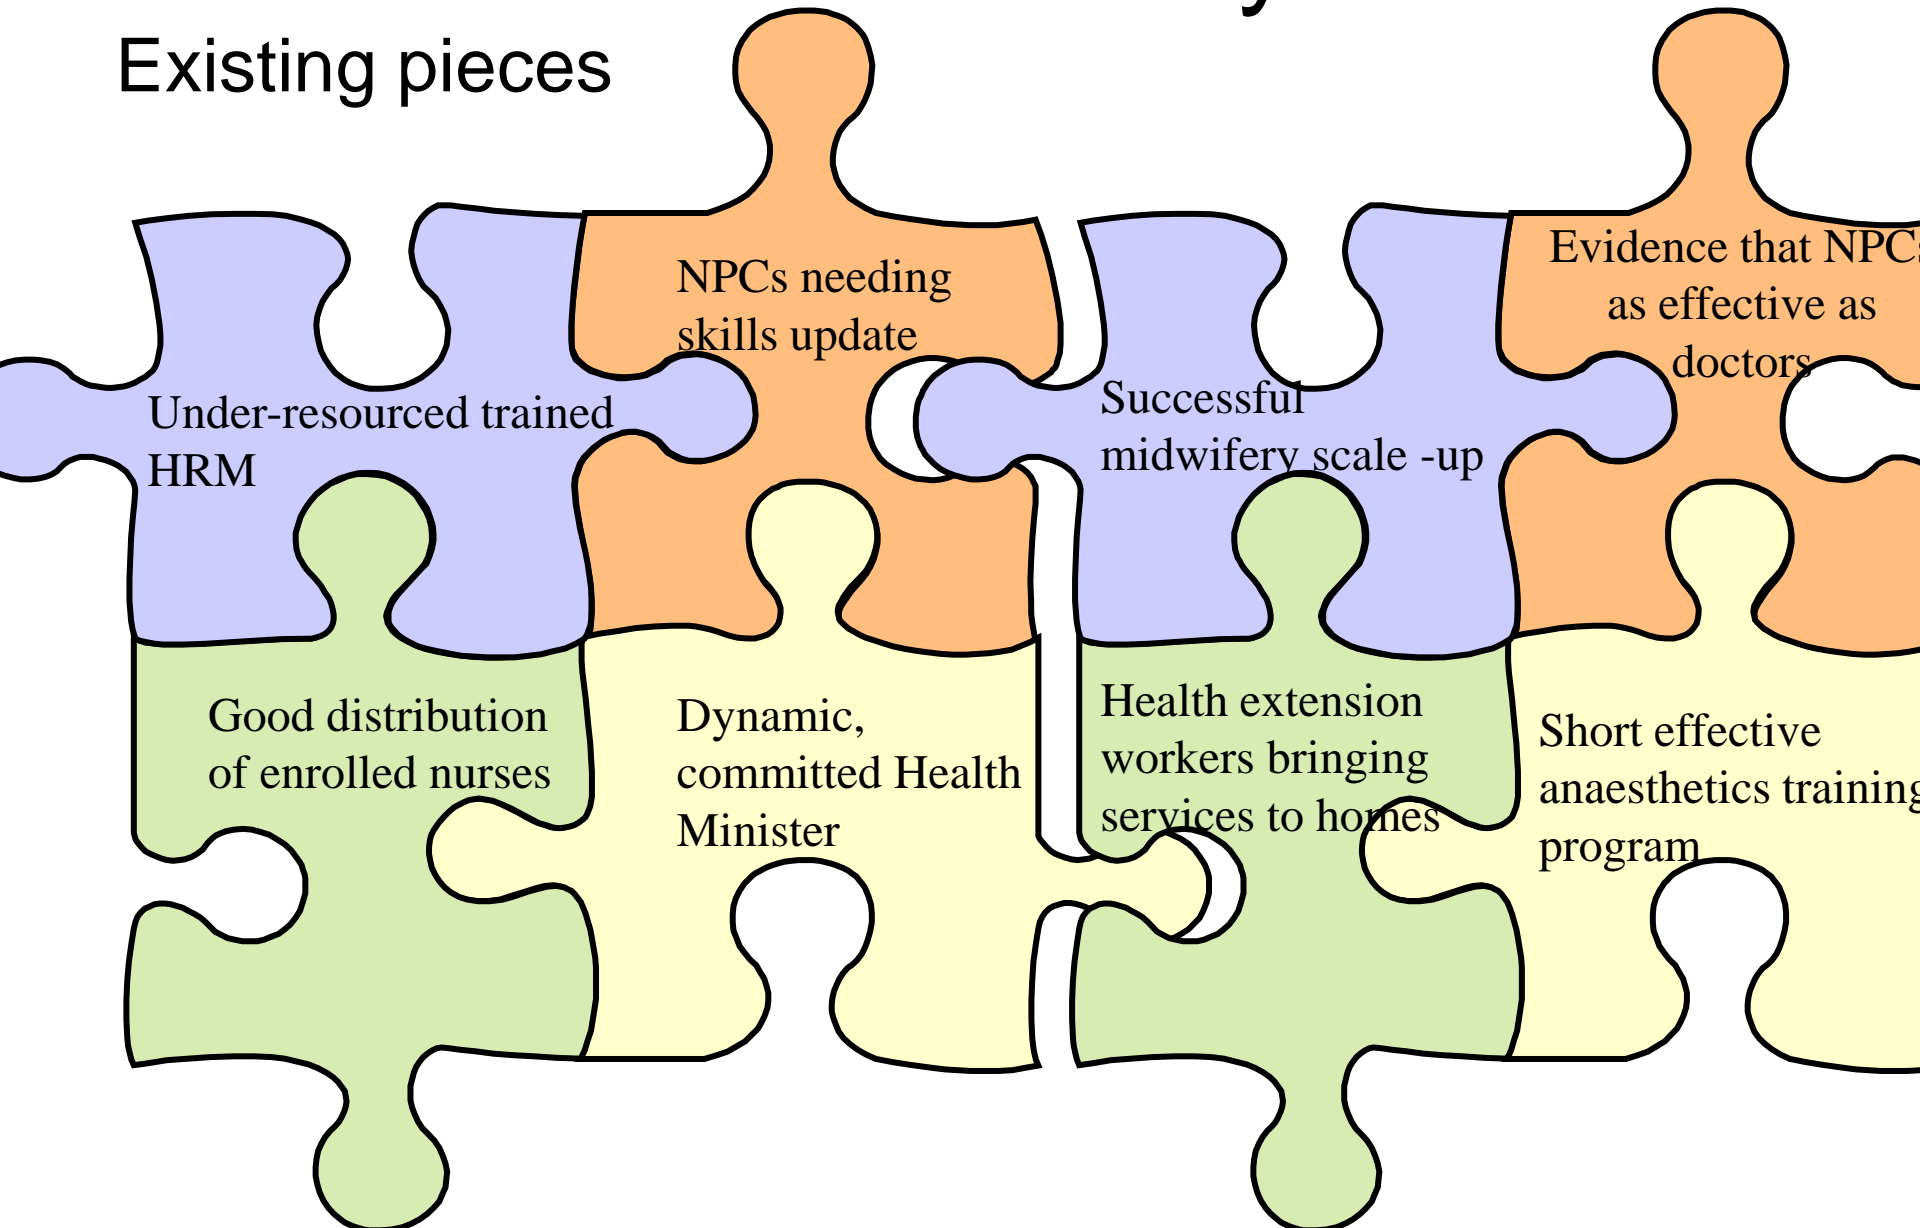 Existing pieces
NPCs needing
skills update
Evidence that NPCs
as effective as
doctors
Under-resourced trained
HRM
Successful
midwifery scale -up
Good distribution
of enrolled nurses
Dynamic,
committed Health
Minister
Health extension
workers bringing
services to homes
Short effective
anaesthetics training
program